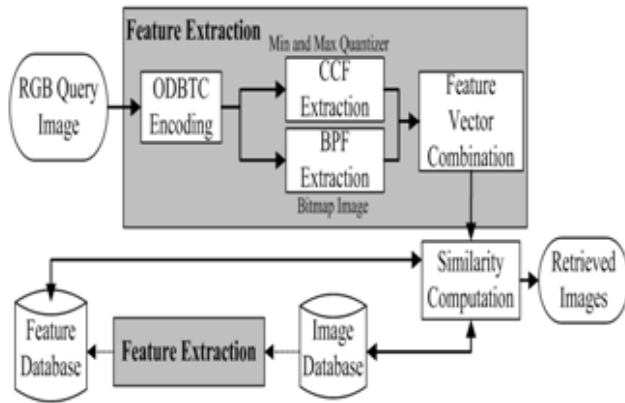 Feature Extraction
Min and Max Quantizer
RGB Query
Image
ODBTC
Encoding
CCF
Extraction
BPF
Extraction
Bitmap Image
Feature
Vector
Combination
Similarity
Computation
Retrieved
Images
Feature
Database
Feature Extraction
Image
Database